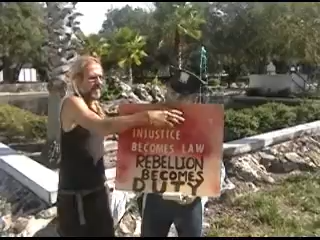 INJUSTICE
BECOMES LAW
REBELLION
BECOMES
DUTY